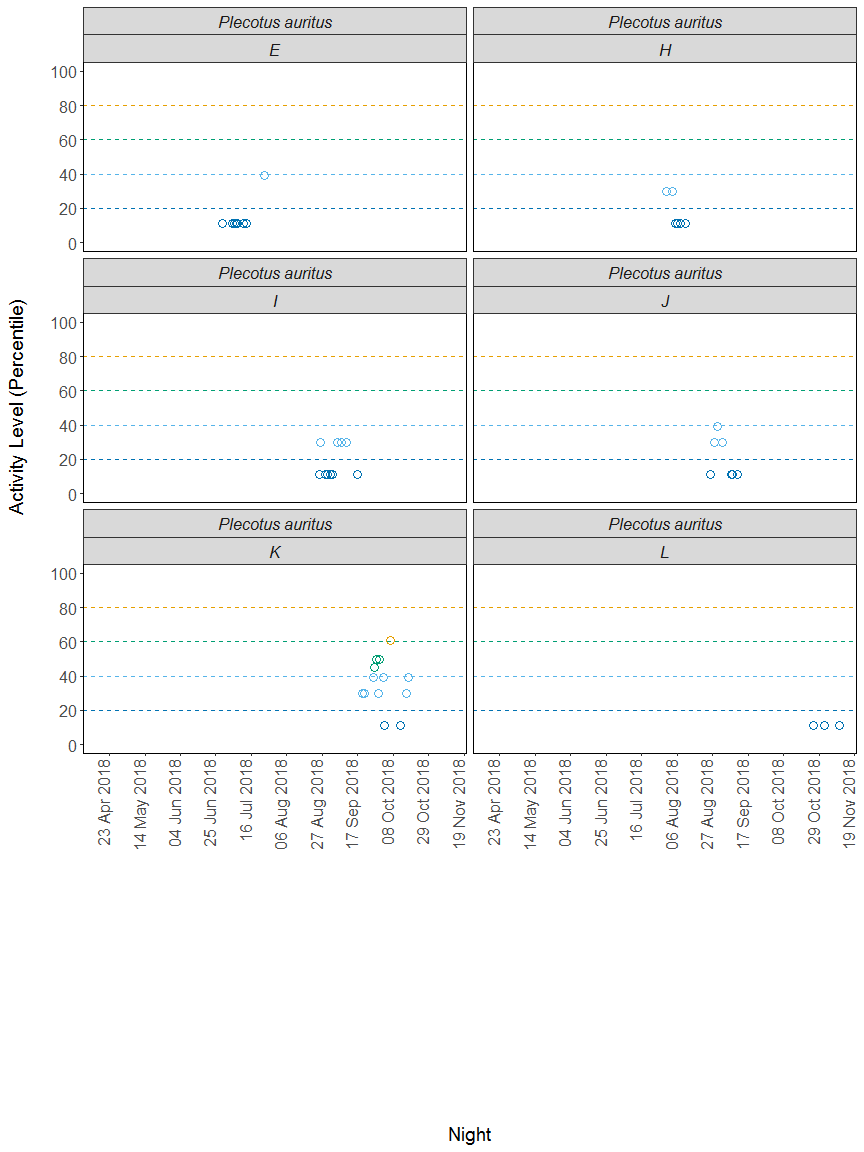 Plecotus auritus
Plecotus auritus
E
H
100
80
60
40
20
0
Plecotus auritus
Plecotus auritus
I
J
100
80
60
40
20
0
Plecotus auritus
Plecotus auritus
K
L
100
80
60
40
20
0
Activity Level (Percentile)
23 Apr 2018
14 May 2018
04 Jun 2018
25 Jun 2018
16 Jul 2018
06 Aug 2018
27 Aug 2018
17 Sep 2018
08 Oct 2018
29 Oct 2018
19 Nov 2018
23 Apr 2018
14 May 2018
04 Jun 2018
25 Jun 2018
16 Jul 2018
06 Aug 2018
27 Aug 2018
17 Sep 2018
08 Oct 2018
29 Oct 2018
19 Nov 2018
Night